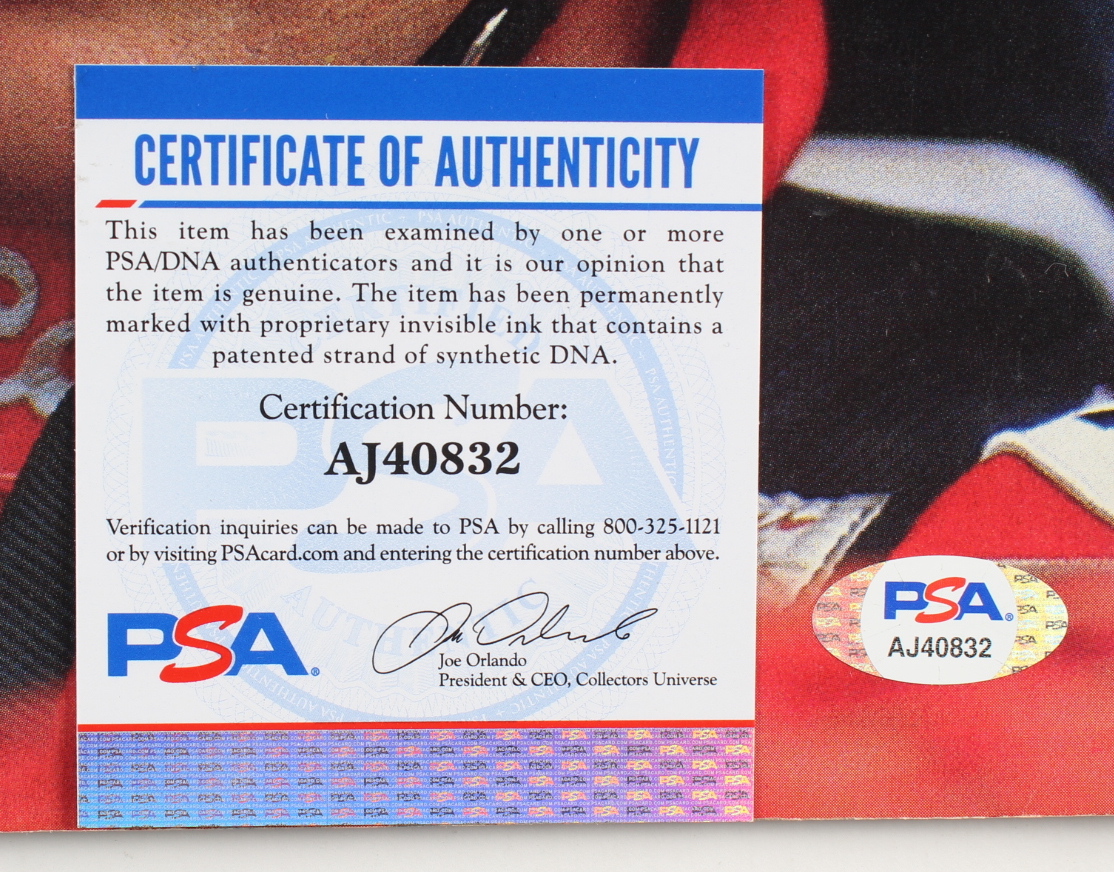 CERTIFICATE OF AUTHENTICITY
This item has been examined by one or more
PSA/DNA authenticators and it is our opinion that
the item is genuine. The item has been permanently
marked with proprietary invisible ink that contains a
patented strand of synthetic DNA.
Certification Number:
AJ40832
Verification inquiries can be made to PSA by calling 800-325-1121
or by visiting PSAcard.com and entering the certification number above.
PSA®
Joe Orlando
President & CEO, Collectors Universe
PSA®
AJ40832